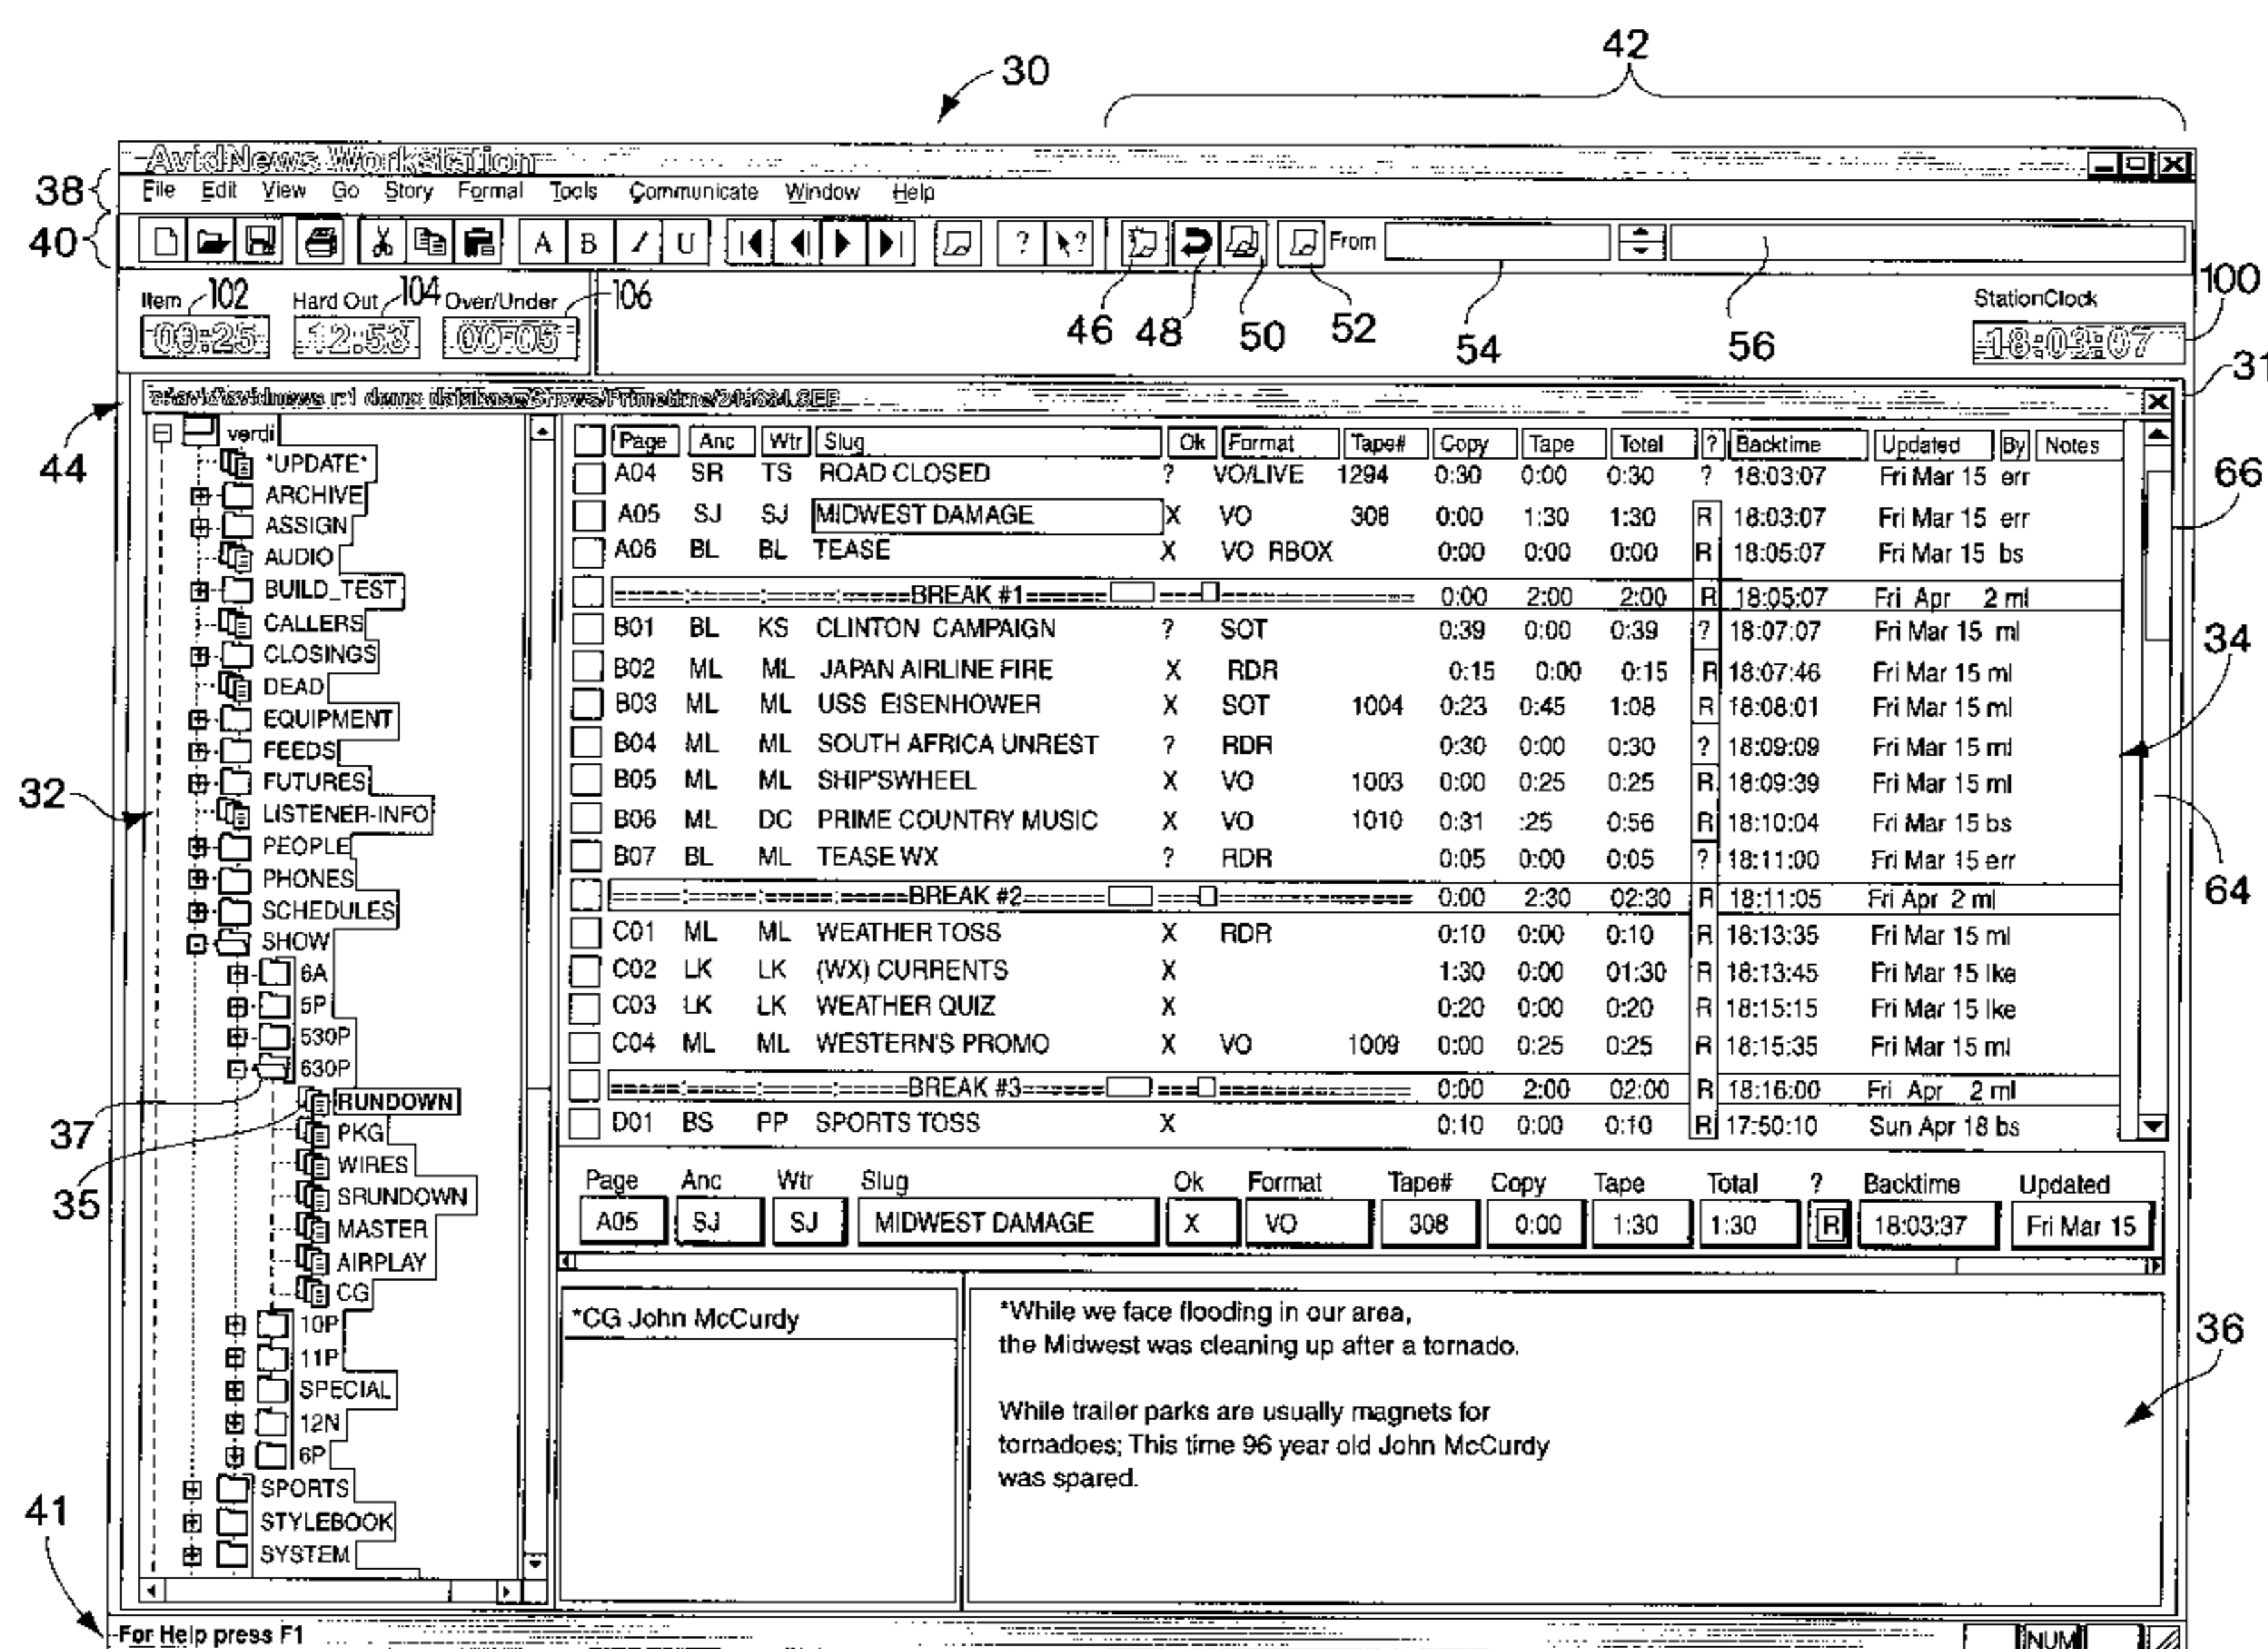 42
30
AvidNews Workstation
38
File Edit View Go Story Formal Tools Communicate Window Help
40
A B I U ? ? From
Item 102 Hard Out 104 Over/Under 106
46 48 50 52 54 56
StationClock 100
00:25 12:53 00:05
18:03:07
31
44
verdi
*UPDATE*
ARCHIVE
ASSIGN
AUDIO
BUILD_TEST
CALLERS
CLOSINGS
DEAD
EQUIPMENT
FEEDS
FUTURES
32
LISTENER-INFO
PEOPLE
PHONES
SCHEDULES
SHOW
6A
5P
530P
630P
37
RUNDOWN
35
PKG
WIRES
SRUNDOWN
MASTER
AIRPLAY
CG
10P
11P
SPECIAL
12N
6P
SPORTS
STYLEBOOK
SYSTEM
Page Anc Wtr Slug Ok Format Tape# Copy Tape Total ? Backtime Updated By Notes
A04 SR TS ROAD CLOSED ? VO/LIVE 1294 0:30 0:00 0:30 ? 18:03:07 Fri Mar 15 err
66
A05 SJ SJ MIDWEST DAMAGE X VO 308 0:00 1:30 1:30 R 18:03:07 Fri Mar 15 err
A06 BL BL TEASE X VO RBOX 0:00 0:00 0:00 R 18:05:07 Fri Mar 15 bs
BREAK #1 0:00 2:00 2:00 R 18:05:07 Fri Apr 2 ml
B01 BL KS CLINTON CAMPAIGN ? SOT 0:39 0:00 0:39 ? 18:07:07 Fri Mar 15 ml
34
B02 ML ML JAPAN AIRLINE FIRE X RDR 0:15 0:00 0:15 R 18:07:46 Fri Mar 15 ml
B03 ML ML USS EISENHOWER X SOT 1004 0:23 0:45 1:08 R 18:08:01 Fri Mar 15 ml
B04 ML ML SOUTH AFRICA UNREST ? RDR 0:30 0:00 0:30 ? 18:09:09 Fri Mar 15 ml
B05 ML ML SHIP'SWHEEL X VO 1003 0:00 0:25 0:25 R 18:09:39 Fri Mar 15 ml
B06 ML DC PRIME COUNTRY MUSIC X VO 1010 0:31 :25 0:56 R 18:10:04 Fri Mar 15 bs
B07 BL ML TEASE WX ? RDR 0:05 0:00 0:05 ? 18:11:00 Fri Mar 15 err
64
BREAK #2 0:00 2:30 02:30 R 18:11:05 Fri Apr 2 ml
C01 ML ML WEATHER TOSS X RDR 0:10 0:00 0:10 R 18:13:35 Fri Mar 15 ml
C02 LK LK (WX) CURRENTS X 1:30 0:00 01:30 R 18:13:45 Fri Mar 15 lke
C03 LK LK WEATHER QUIZ X 0:20 0:00 0:20 R 18:15:15 Fri Mar 15 lke
C04 ML ML WESTERN'S PROMO X VO 1009 0:00 0:25 0:25 R 18:15:35 Fri Mar 15 ml
BREAK #3 0:00 2:00 02:00 R 18:16:00 Fri Apr 2 ml
D01 BS PP SPORTS TOSS X 0:10 0:00 0:10 R 17:50:10 Sun Apr 18 bs
Page Anc Wtr Slug Ok Format Tape# Copy Tape Total ? Backtime Updated
A05 SJ SJ MIDWEST DAMAGE X VO 308 0:00 1:30 1:30 R 18:03:37 Fri Mar 15
*CG John McCurdy
*While we face flooding in our area,
the Midwest was cleaning up after a tornado.
While trailer parks are usually magnets for
tornadoes; This time 96 year old John McCurdy
was spared.
36
41
For Help press F1
NUM